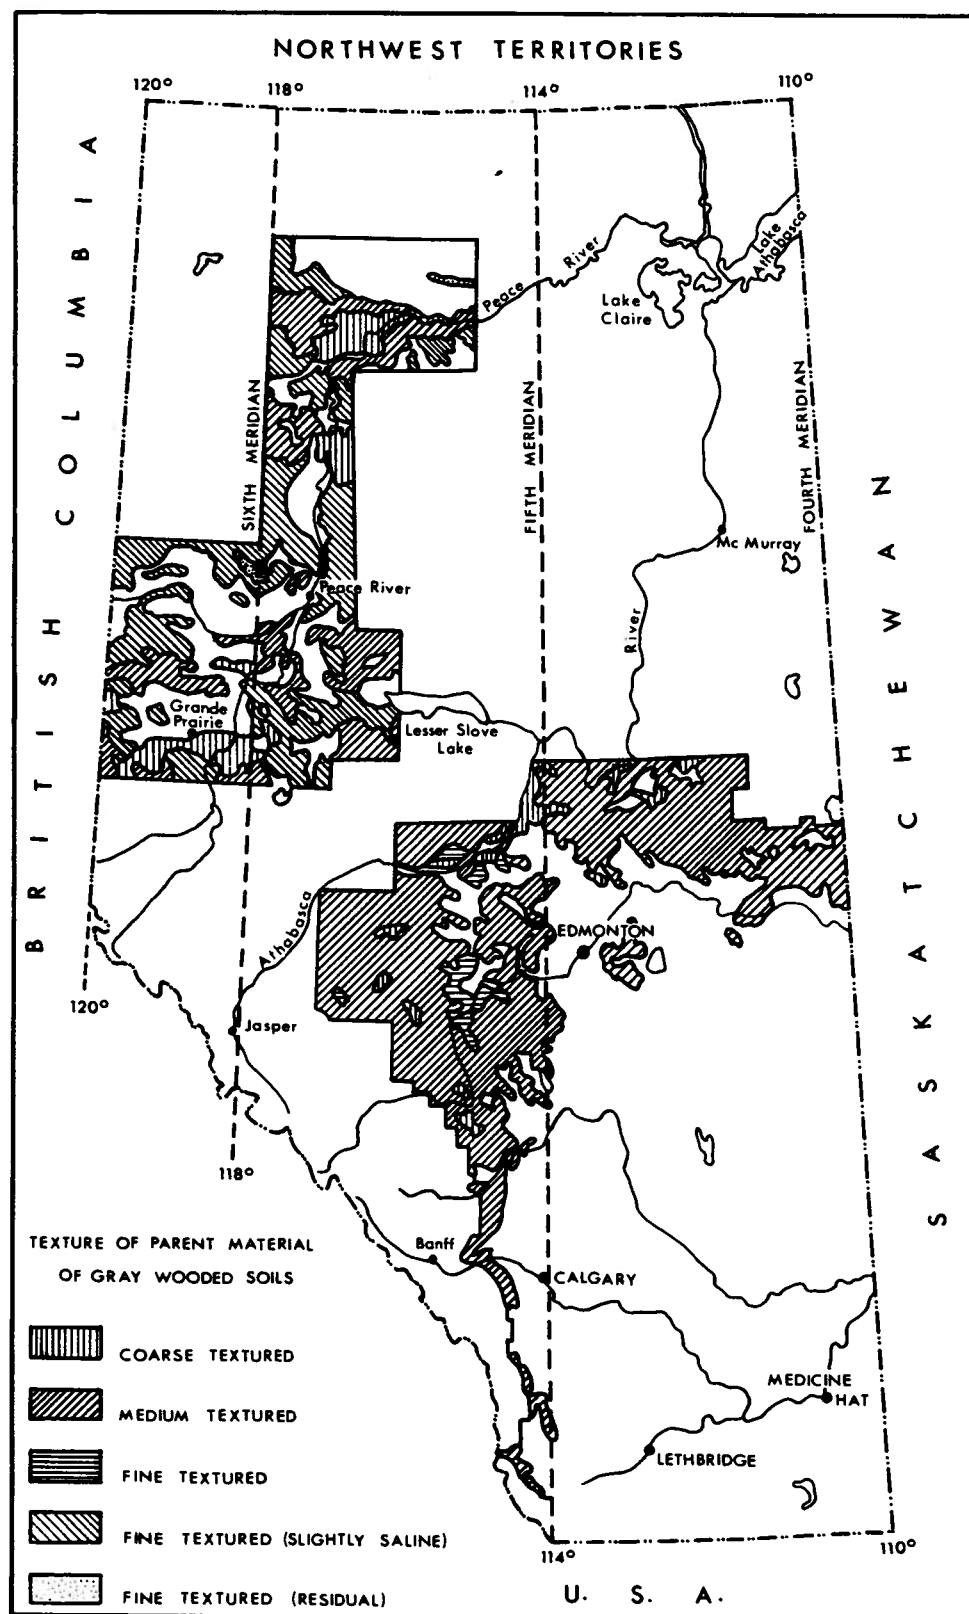 NORTHWEST TERRITORIES
120° 118° 114° 110°
BRITISH COLUMBIA
SASKATCHEWAN
SIXTH MERIDIAN
FIFTH MERIDIAN
FOURTH MERIDIAN
Peace River
Lake Claire
Lake Athabasca
Mc Murray
River
Peace River
Grande
Prairie
Lesser Slove
Lake
Athabasca
EDMONTON
120°
Jasper
118°
Banff
CALGARY
MEDICINE
HAT
LETHBRIDGE
TEXTURE OF PARENT MATERIAL
OF GRAY WOODED SOILS
COARSE TEXTURED
MEDIUM TEXTURED
FINE TEXTURED
FINE TEXTURED (SLIGHTLY SALINE)
FINE TEXTURED (RESIDUAL)
114°
110°
U. S. A.